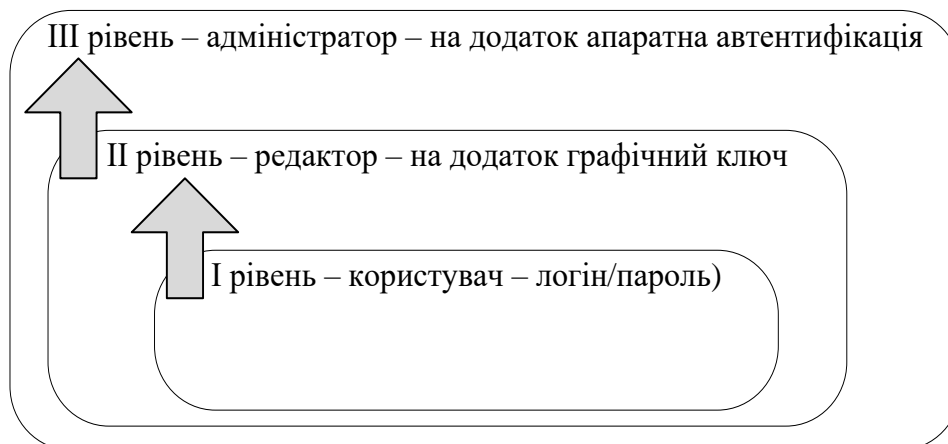 III рівень – адміністратор – на додаток апаратна автентифікація
II рівень – редактор – на додаток графічний ключ
I рівень – користувач – логін/пароль)